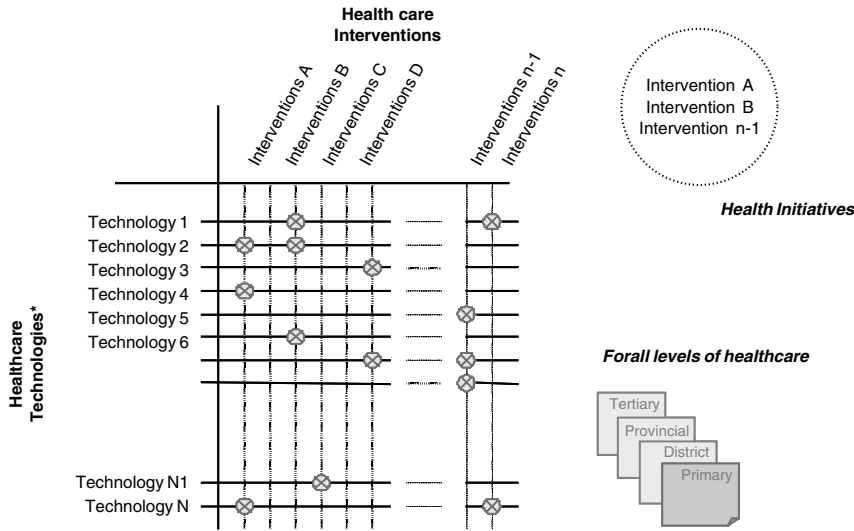 Health care
Interventions
Interventions A
Interventions B
Interventions C
Interventions D
Interventions n-1
Interventions n
Intervention A
Intervention B
Intervention n-1
Health Initiatives
Healthcare
Technologies*
Technology 1
Technology 2
Technology 3
Technology 4
Technology 5
Technology 6
Technology N1
Technology N
Forall levels of healthcare
Tertiary
Provincial
District
Primary